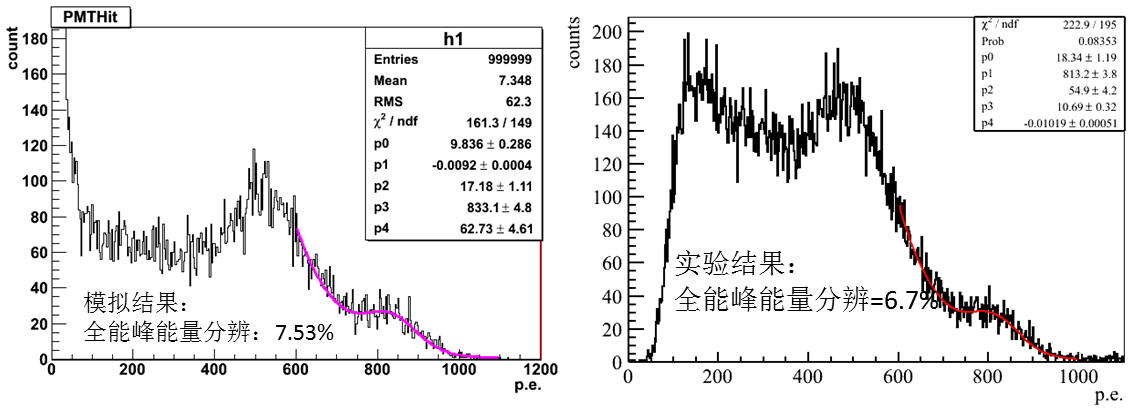 PMTHit
count
180
160
140
120
100
80
60
40
20
0
h1
Entries 999999
Mean 7.348
RMS 62.3
χ² / ndf 161.3 / 149
p0 9.836 ± 0.286
p1 -0.0092 ± 0.0004
p2 17.18 ± 1.11
p3 833.1 ± 4.8
p4 62.73 ± 4.61
模拟结果：
全能峰能量分辨：7.53%
0 200 400 600 800 1000 1200
p.e.
counts
200
180
160
140
120
100
80
60
40
20
0
χ² / ndf 222.9 / 195
Prob 0.08353
p0 18.34 ± 1.19
p1 813.2 ± 3.8
p2 54.9 ± 4.2
p3 10.69 ± 0.32
p4 -0.01019 ± 0.00051
实验结果：
全能峰能量分辨=6.7%
0 200 400 600 800 1000
p.e.